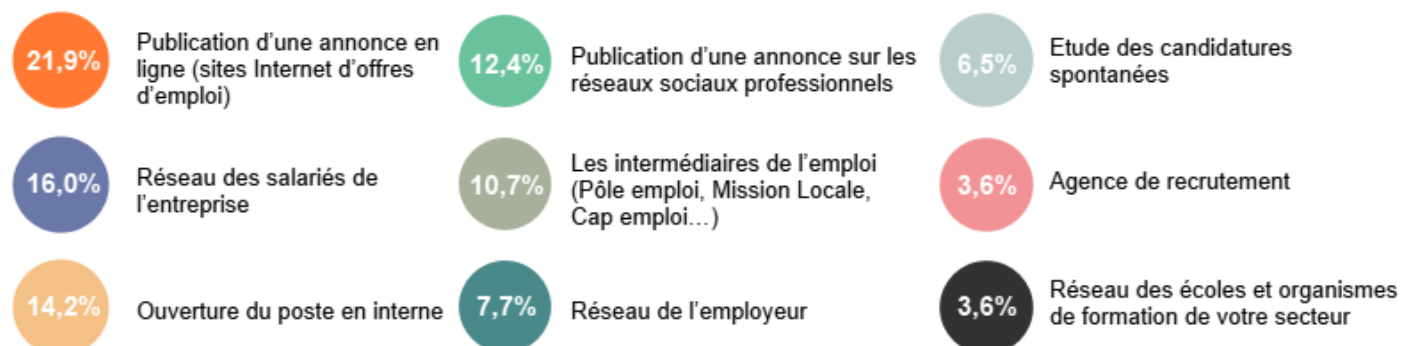 21,9%
Publication d'une annonce en
ligne (sites Internet d'offres
d'emploi)
16,0%
Réseau des salariés de
l'entreprise
14,2%
Ouverture du poste en interne
12,4%
Publication d'une annonce sur les
réseaux sociaux professionnels
10,7%
Les intermédiaires de l'emploi
(Pôle emploi, Mission Locale,
Cap emploi…)
7,7%
Réseau de l'employeur
6,5%
Etude des candidatures
spontanées
3,6%
Agence de recrutement
3,6%
Réseau des écoles et organismes
de formation de votre secteur